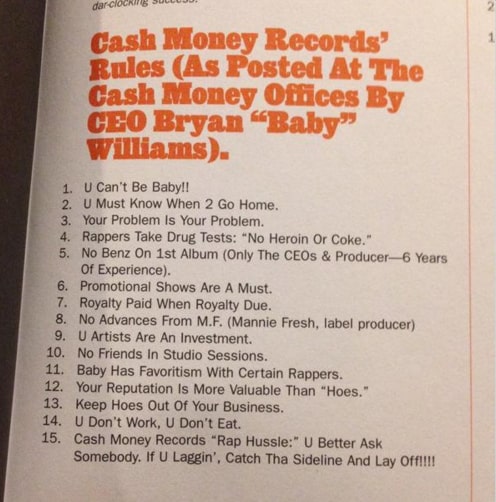 dar-clocking success.
Cash Money Records'
Rules (As Posted At The
Cash Money Offices By
CEO Bryan "Baby"
Williams).
1. U Can't Be Baby!!
2. U Must Know When 2 Go Home.
3. Your Problem Is Your Problem.
4. Rappers Take Drug Tests: "No Heroin Or Coke."
5. No Benz On 1st Album (Only The CEOs & Producer—6 Years
Of Experience).
6. Promotional Shows Are A Must.
7. Royalty Paid When Royalty Due.
8. No Advances From M.F. (Mannie Fresh, label producer)
9. U Artists Are An Investment.
10. No Friends In Studio Sessions.
11. Baby Has Favoritism With Certain Rappers.
12. Your Reputation Is More Valuable Than "Hoes."
13. Keep Hoes Out Of Your Business.
14. U Don't Work, U Don't Eat.
15. Cash Money Records "Rap Hussle:" U Better Ask
Somebody. If U Laggin', Catch Tha Sideline And Lay Off!!!!
2
1